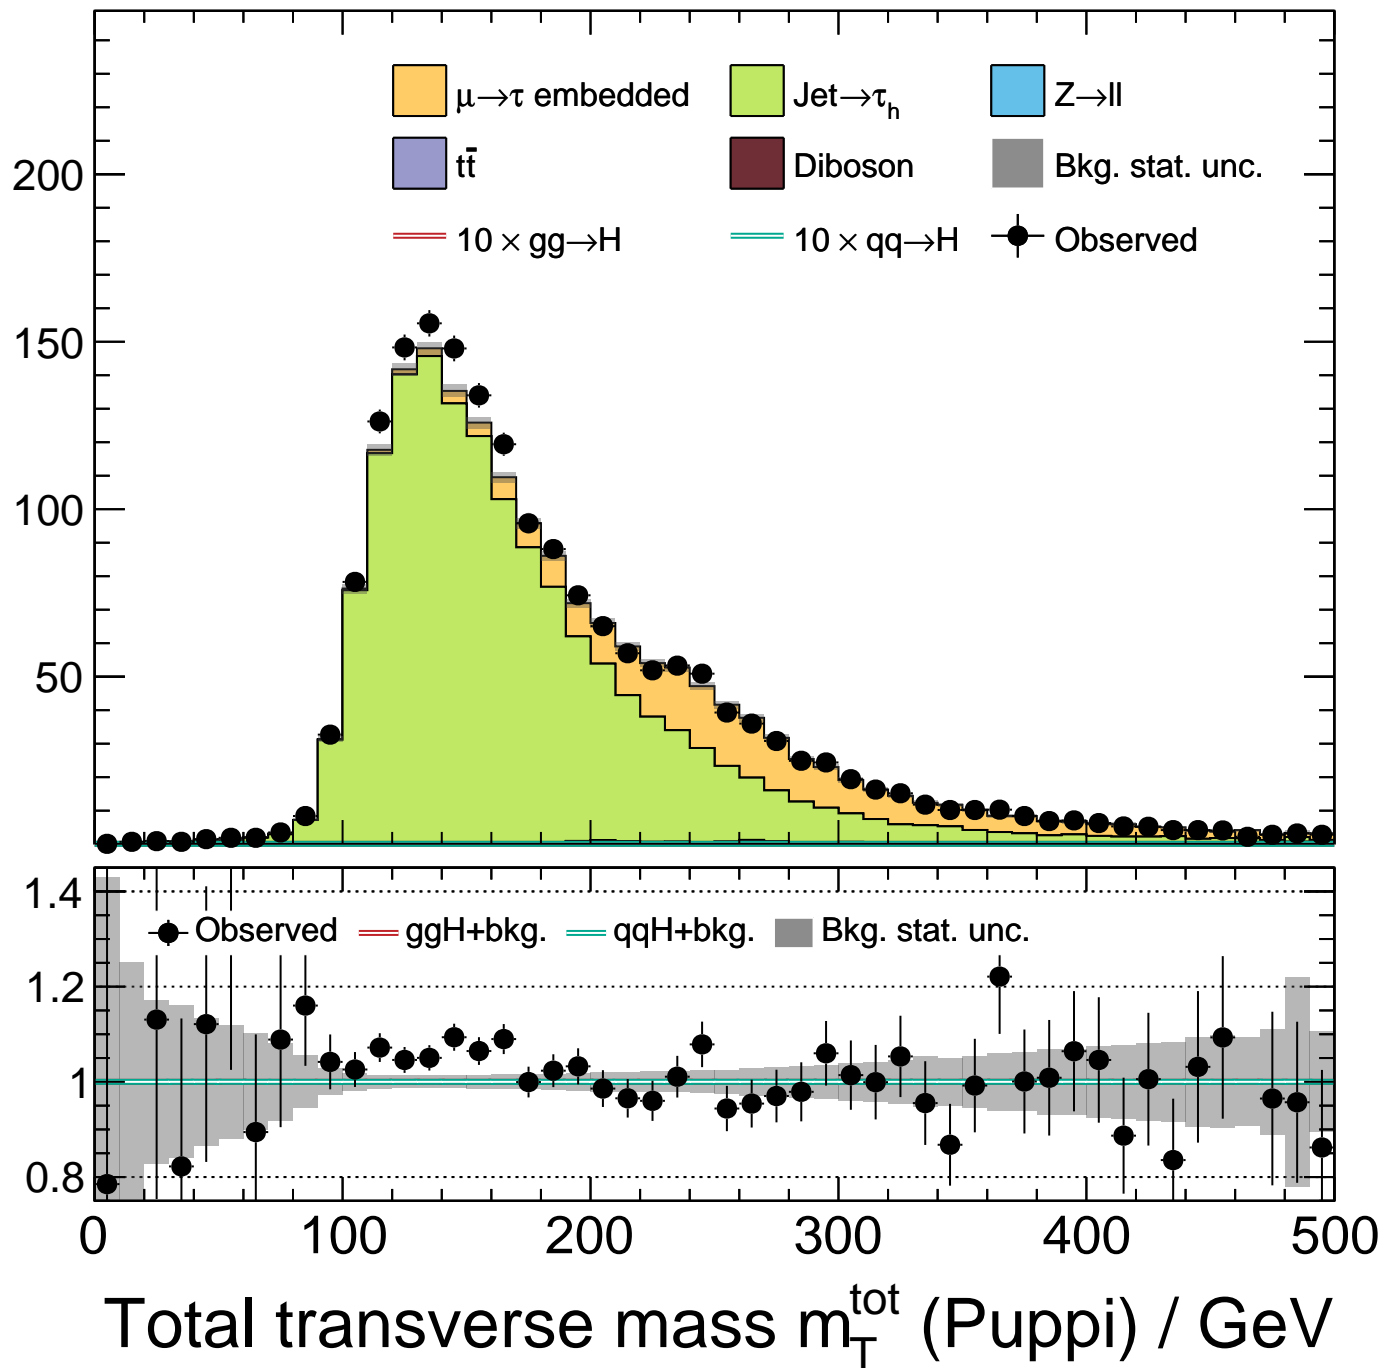 μ→τ embedded Jet→τ_h Z→ll
tt̄ Diboson Bkg. stat. unc.
10 × gg→H 10 × qq→H Observed
200
150
100
50
1.4
Observed ggH+bkg. qqH+bkg. Bkg. stat. unc.
1.2
1
0.8
0 100 200 300 400 500
Total transverse mass m_T^tot (Puppi) / GeV